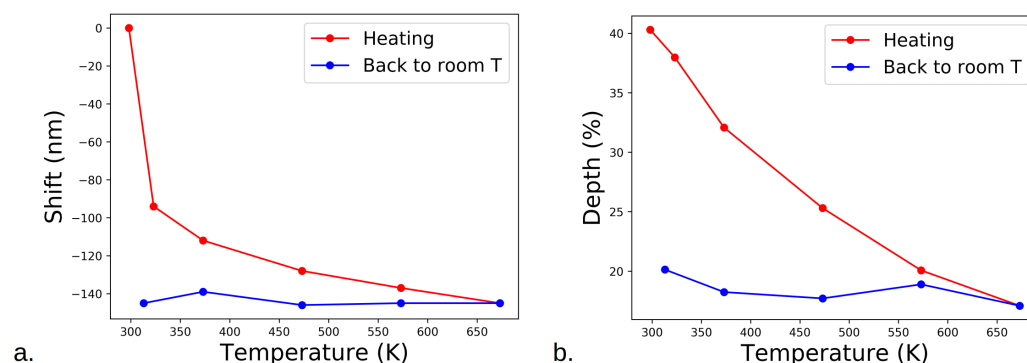 0
−20
−40
−60
−80
−100
−120
−140
Shift (nm)
Heating
Back to room T
300 350 400 450 500 550 600 650
Temperature (K)
a.
40
35
30
25
20
Depth (%)
Heating
Back to room T
300 350 400 450 500 550 600 650
Temperature (K)
b.